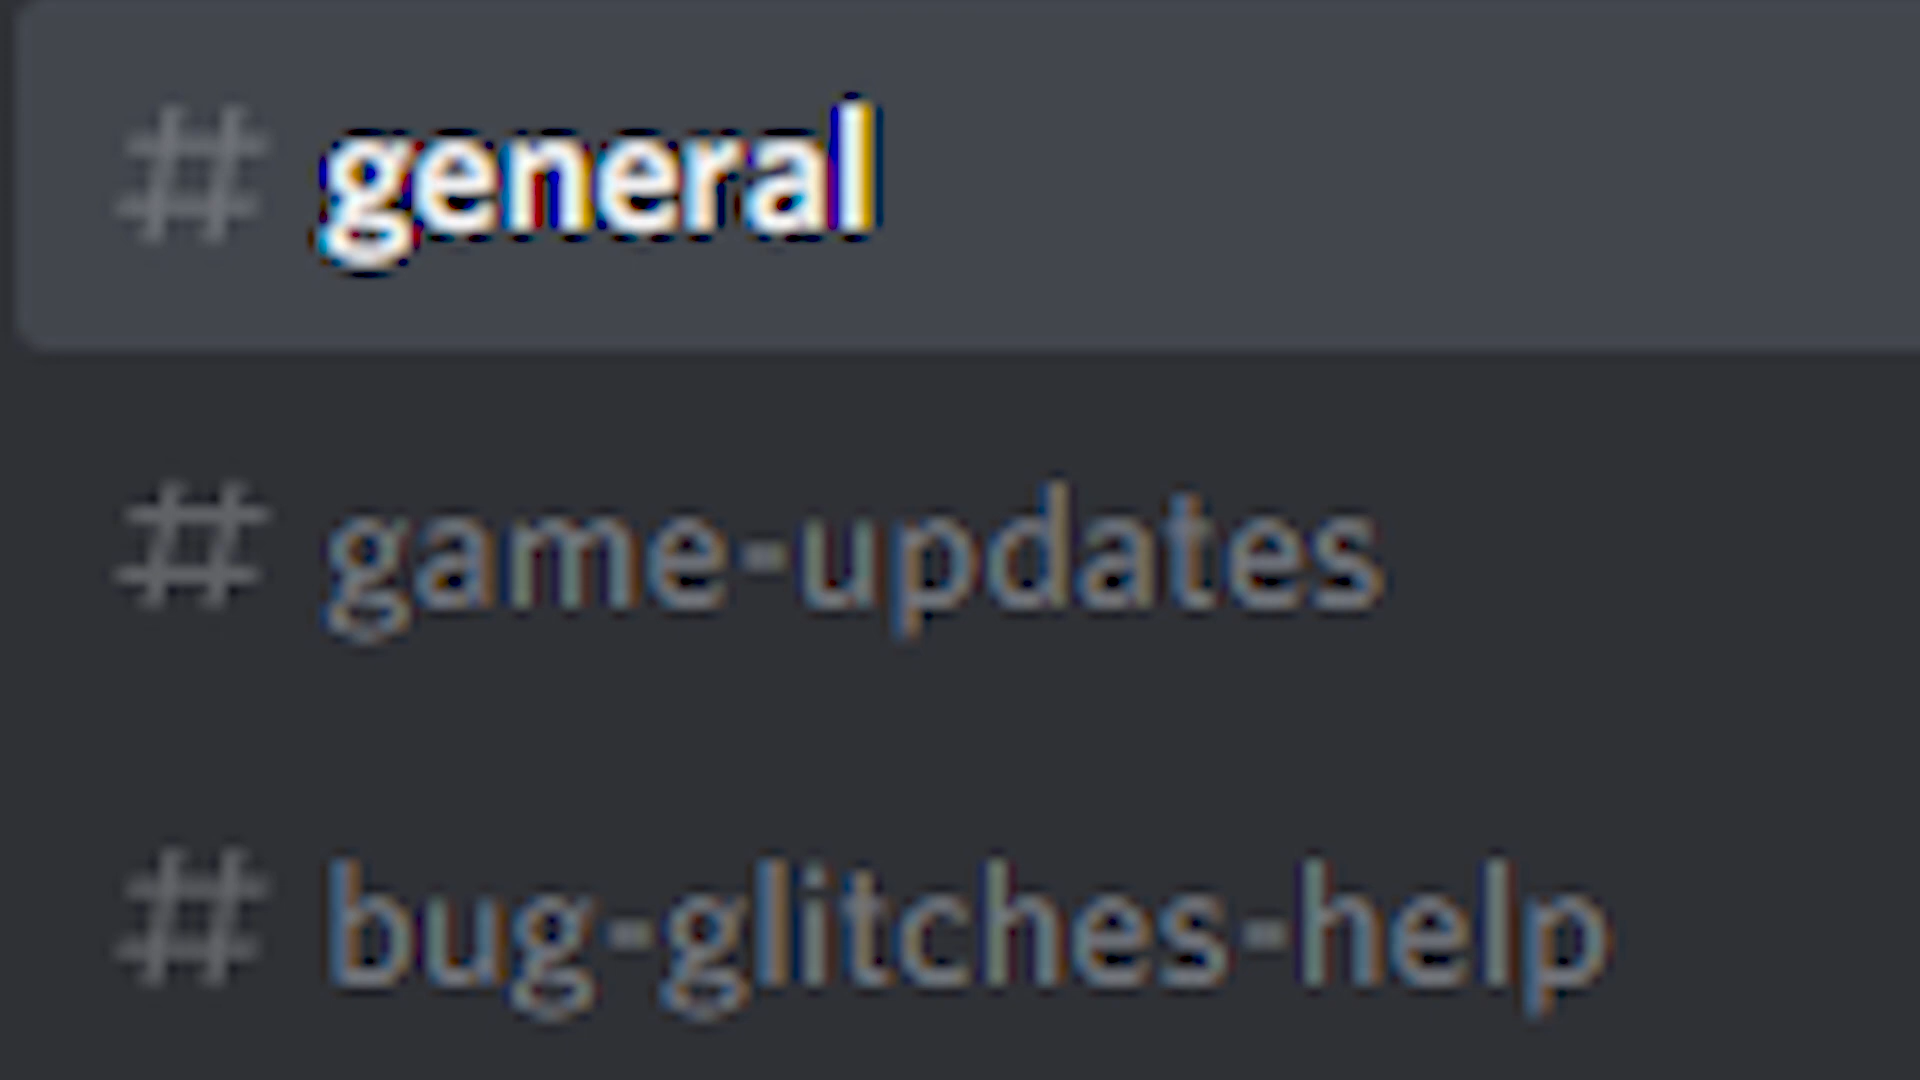 # general
# game-updates
# bug-glitches-help